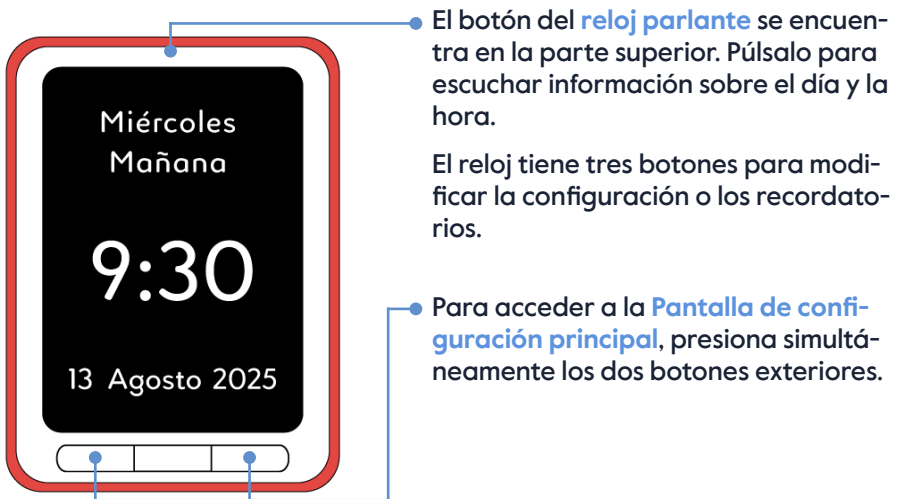 El botón del reloj parlante se encuen-
tra en la parte superior. Púlsalo para
escuchar información sobre el día y la
hora.
El reloj tiene tres botones para modi-
ficar la configuración o los recordato-
rios.
Para acceder a la Pantalla de confi-
guración principal, presiona simultá-
neamente los dos botones exteriores.
Miércoles
Mañana
9:30
13 Agosto 2025